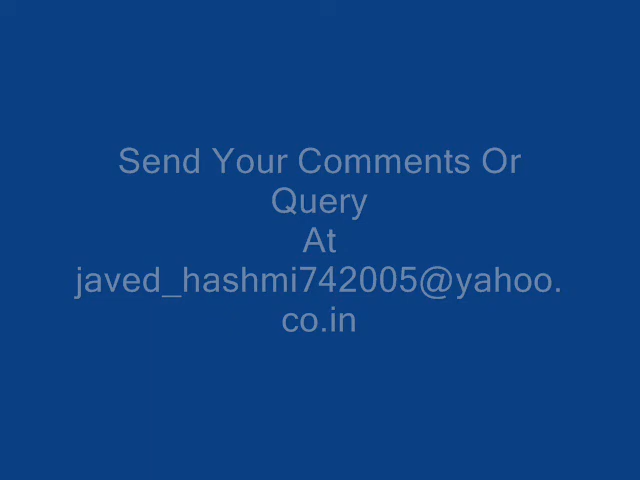 Send Your Comments Or
Query
At
javed_hashmi742005@yahoo.
co.in